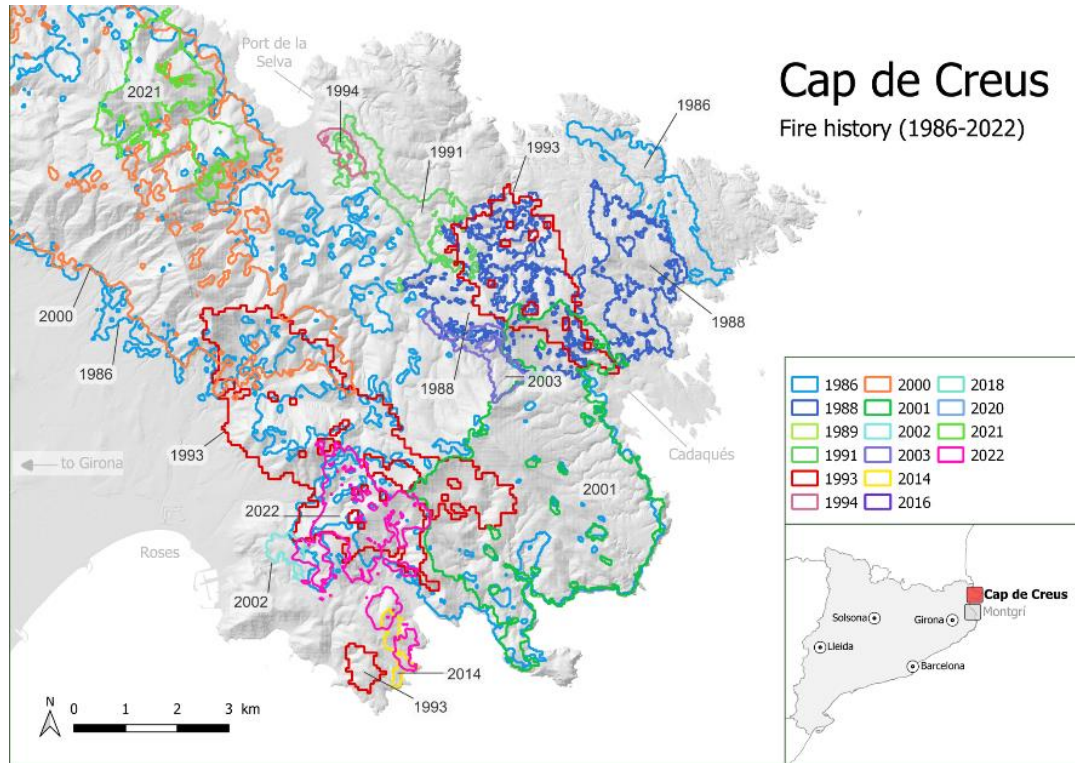 Cap de Creus
Fire history (1986-2022)
Port de la
Selva
2021
1994
1991
1993
1986
2000
1986
1988
1988
2003
1993
Cadaqués
to Girona
2001
2022
Roses
2002
2014
1993
N
0 1 2 3 km
1986 2000 2018
1988 2001 2020
1989 2002 2021
1991 2003 2022
1993 2014
1994 2016
Cap de Creus
Montgrí
Solsona
Girona
Lleida
Barcelona